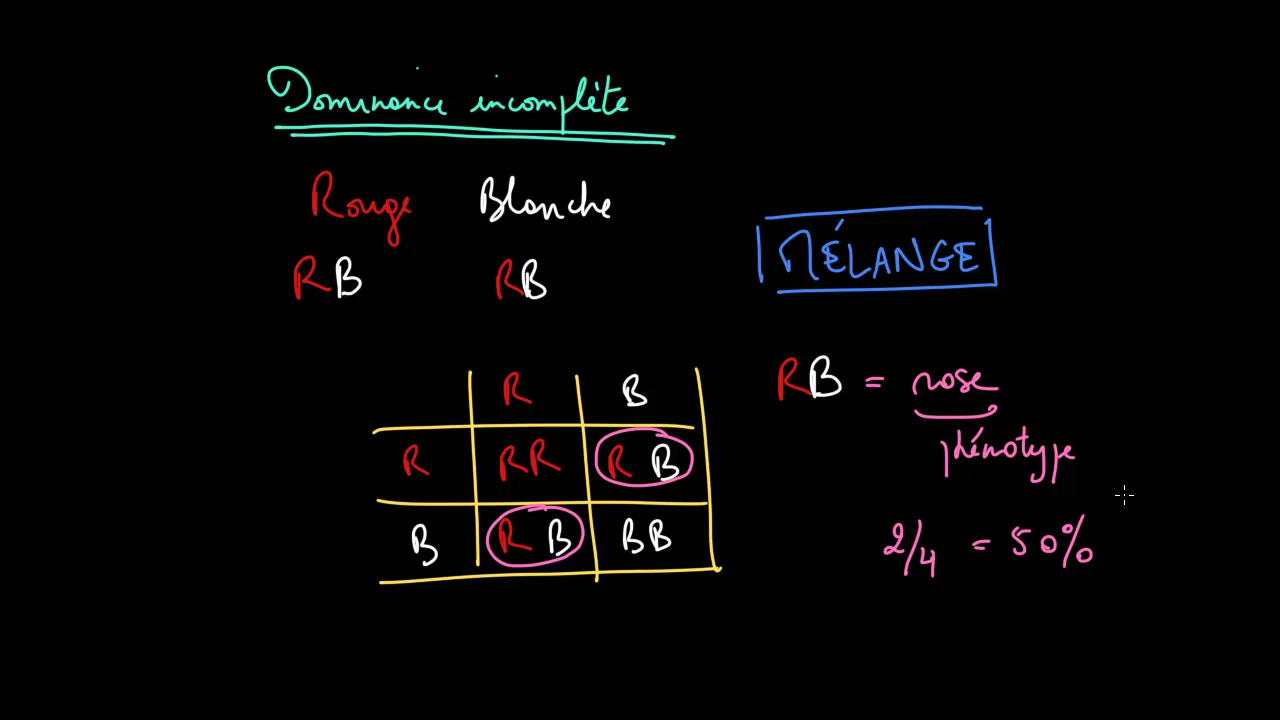 Dominance incomplète
Rouge Blanche
RB RB
MÉLANGE
R B
R RR RB
B RB BB
RB = rose
phénotype
2/4 = 50%